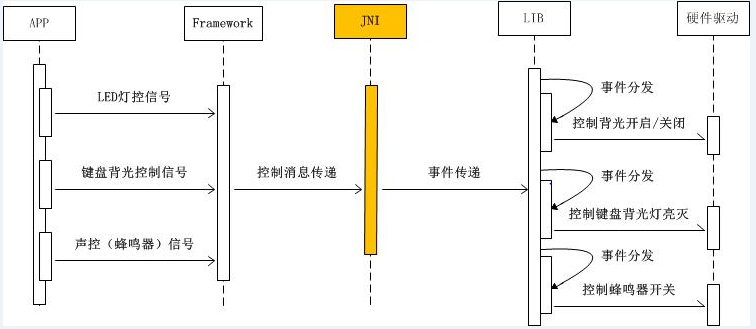 APP
Framework
JNI
LIB
硬件驱动
LED灯控信号
事件分发
控制背光开启/关闭
键盘背光控制信号
控制消息传递
事件传递
事件分发
控制键盘背光灯亮灭
声控（蜂鸣器）信号
事件分发
控制蜂鸣器开关